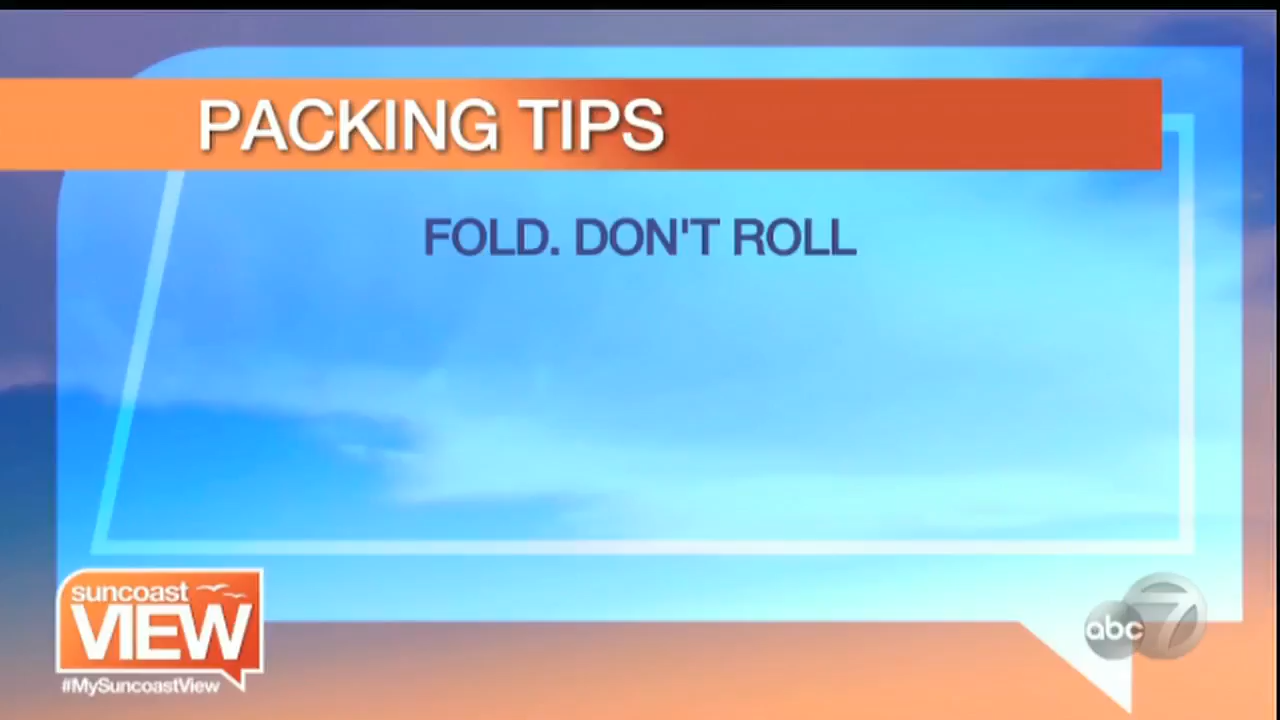 PACKING TIPS
FOLD. DON'T ROLL
suncoast
VIEW
#MySuncoastView
abc 7